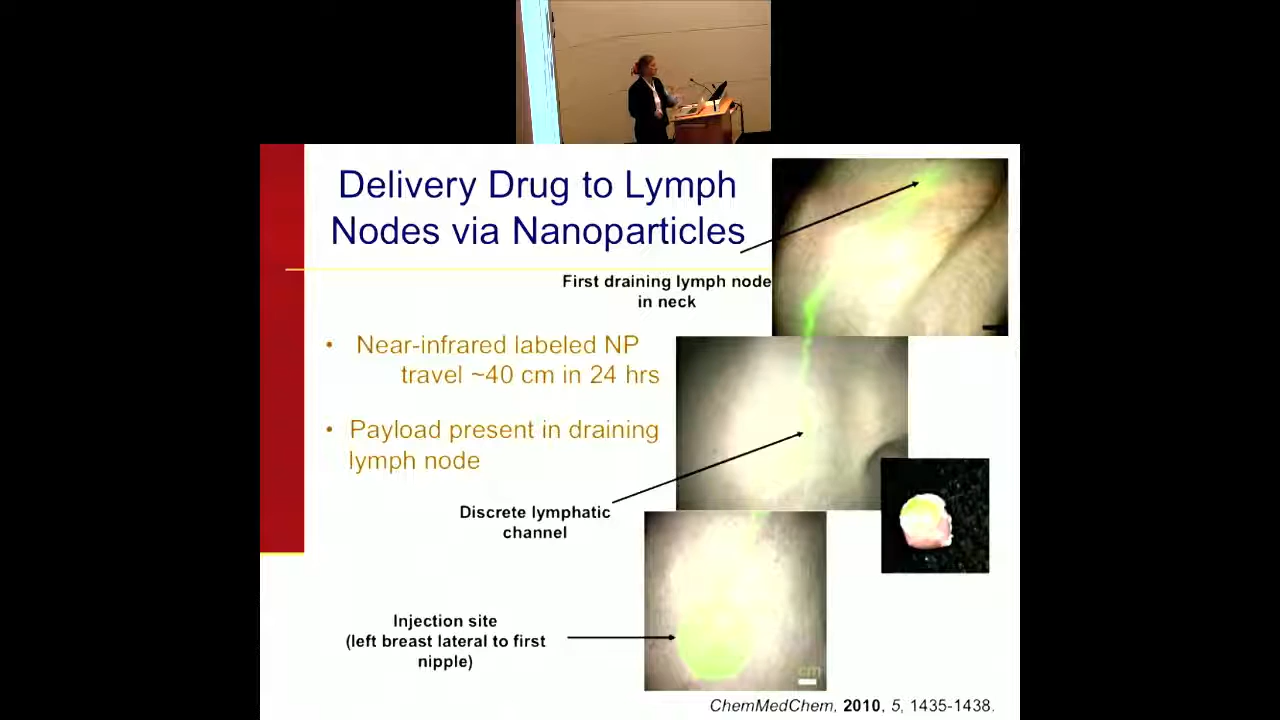 Delivery Drug to Lymph
Nodes via Nanoparticles
First draining lymph node
in neck
• Near-infrared labeled NP
travel ~40 cm in 24 hrs
• Payload present in draining
lymph node
Discrete lymphatic
channel
Injection site
(left breast lateral to first
nipple)
cm
ChemMedChem, 2010, 5, 1435-1438.